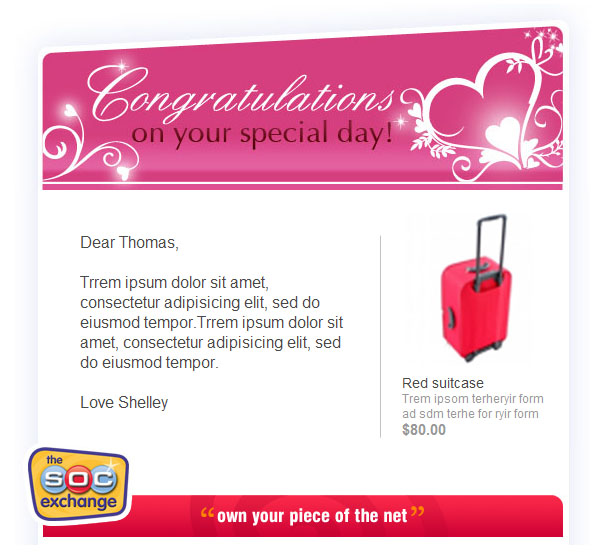 Congratulations
on your special day!
Dear Thomas,
Trrem ipsum dolor sit amet,
consectetur adipisicing elit, sed do
eiusmod tempor.Trrem ipsum dolor sit
amet, consectetur adipisicing elit, sed
do eiusmod tempor.
Love Shelley
Red suitcase
Trem ipsom terheryir form
ad sdm terhe for ryir form
$80.00
the
SOC
exchange
“own your piece of the net”